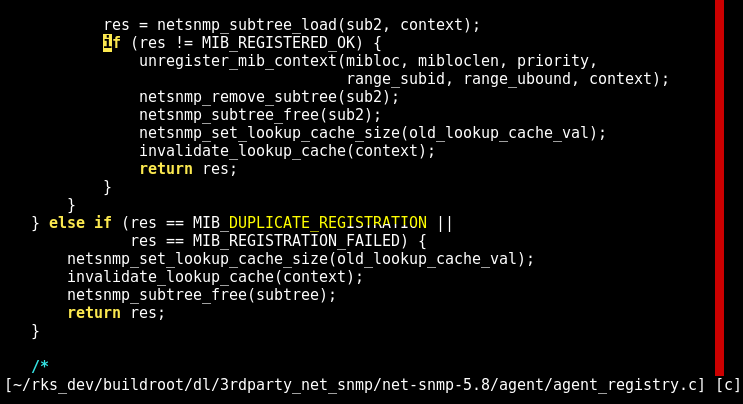 res = netsnmp_subtree_load(sub2, context);
if (res != MIB_REGISTERED_OK) {
unregister_mib_context(mibloc, mibloclen, priority,
range_subid, range_ubound, context);
netsnmp_remove_subtree(sub2);
netsnmp_subtree_free(sub2);
netsnmp_set_lookup_cache_size(old_lookup_cache_val);
invalidate_lookup_cache(context);
return res;
}
}
} else if (res == MIB_DUPLICATE_REGISTRATION ||
res == MIB_REGISTRATION_FAILED) {
netsnmp_set_lookup_cache_size(old_lookup_cache_val);
invalidate_lookup_cache(context);
netsnmp_subtree_free(subtree);
return res;
}
/*
[~/rks_dev/buildroot/dl/3rdparty_net_snmp/net-snmp-5.8/agent/agent_registry.c] [c]